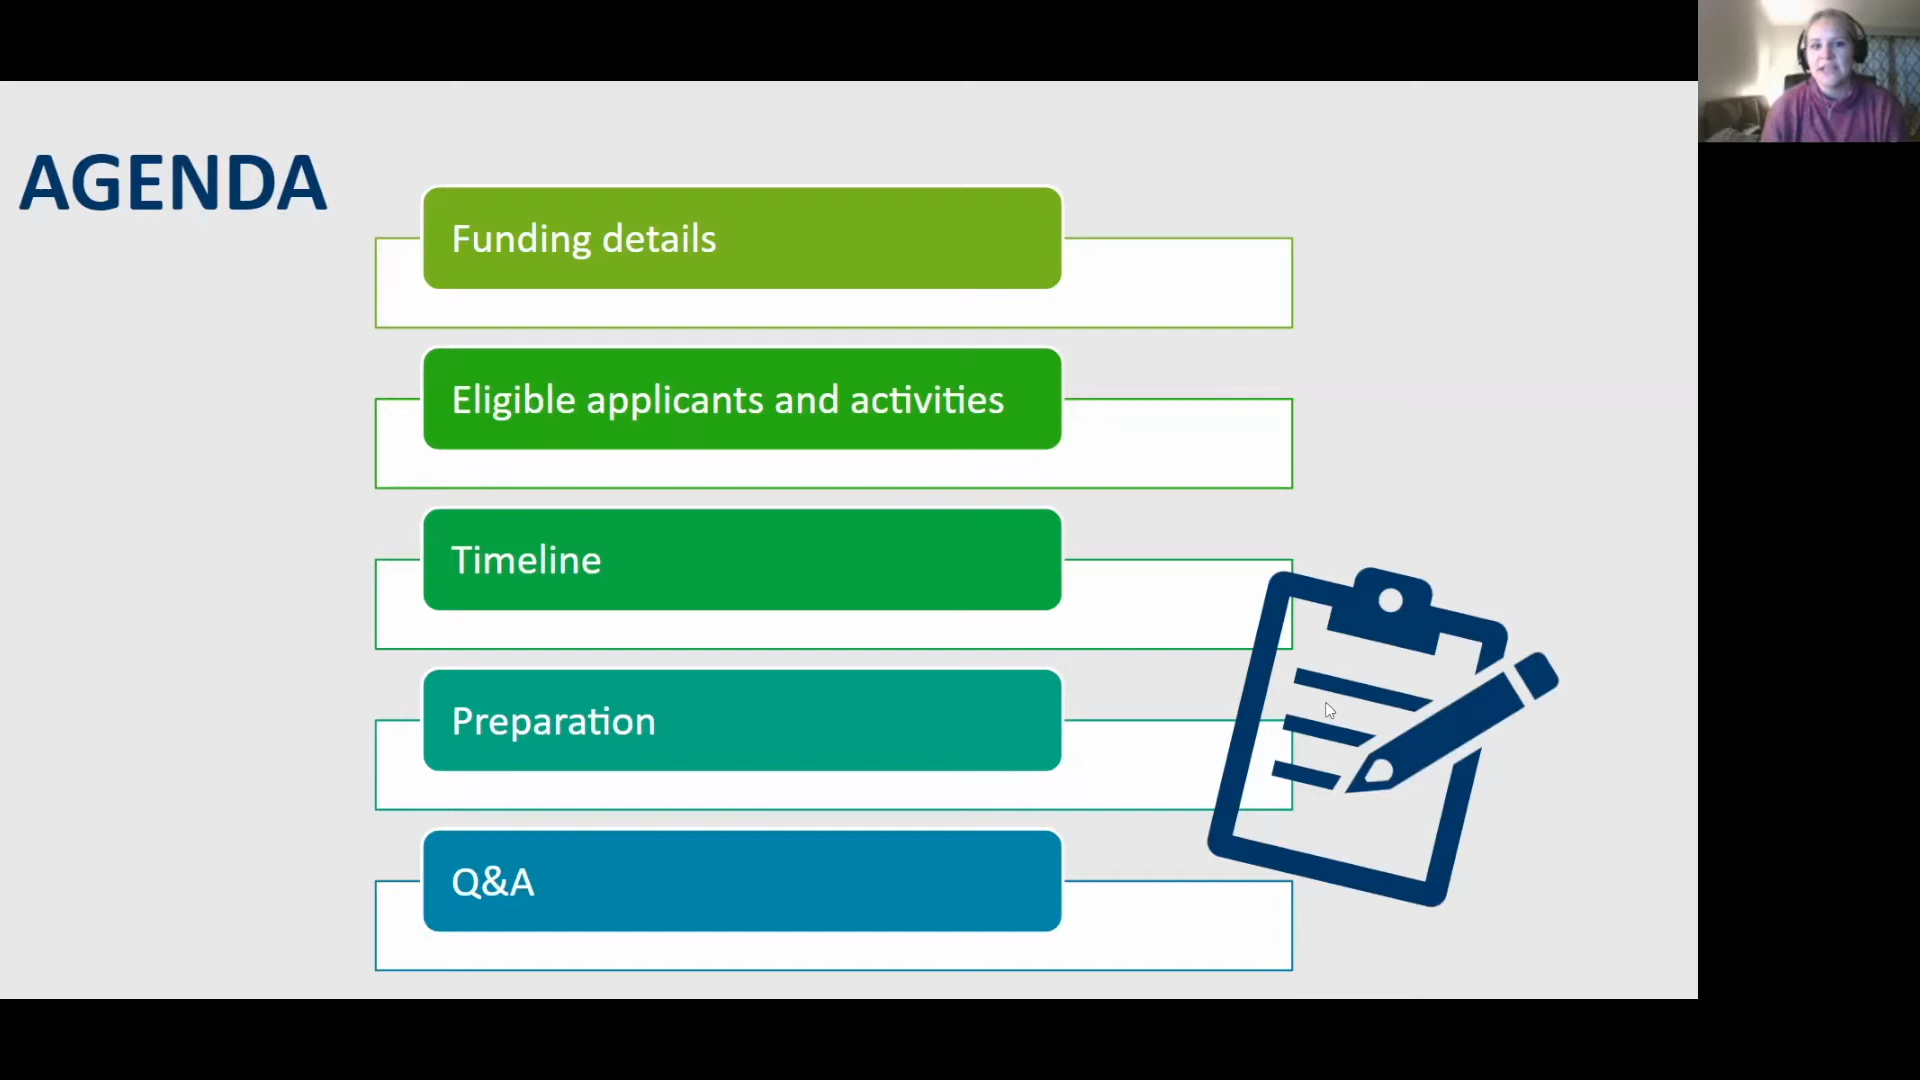 AGENDA
Funding details
Eligible applicants and activities
Timeline
Preparation
Q&A